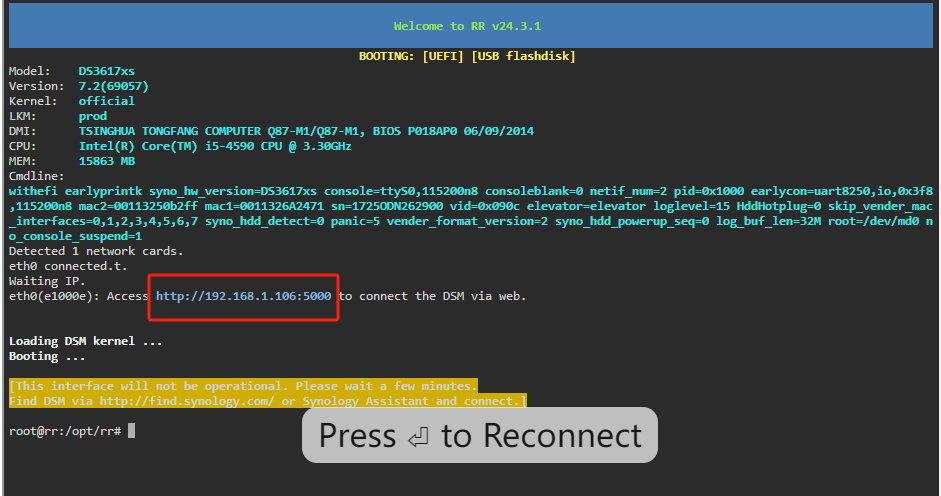 Welcome to RR v24.3.1
BOOTING: [UEFI] [USB flashdisk]
Model: DS3617xs
Version: 7.2(69057)
Kernel: official
LKM: prod
DMI: TSINGHUA TONGFANG COMPUTER Q87-M1/Q87-M1, BIOS P018AP0 06/09/2014
CPU: Intel(R) Core(TM) i5-4590 CPU @ 3.30GHz
MEM: 15863 MB
Cmdline:
withefi earlyprintk syno_hw_version=DS3617xs console=ttyS0,115200n8 consoleblank=0 netif_num=2 pid=0x1000 earlycon=uart8250,io,0x3f8
,115200n8 mac2=00113250b2ff mac1=0011326A2471 sn=1725ODN262900 vid=0x090c elevator=elevator loglevel=15 HddHotplug=0 skip_vender_mac
_interfaces=0,1,2,3,4,5,6,7 syno_hdd_detect=0 panic=5 vender_format_version=2 syno_hdd_powerup_seq=0 log_buf_len=32M root=/dev/md0 n
o_console_suspend=1
Detected 1 network cards.
eth0 connected.t.
Waiting IP.
eth0(e1000e): Access http://192.168.1.106:5000 to connect the DSM via web.
Loading DSM kernel ...
Booting ...
[This interface will not be operational. Please wait a few minutes.
Find DSM via http://find.synology.com/ or Synology Assistant and connect.]
root@rr:/opt/rr#
Press ⏎ to Reconnect